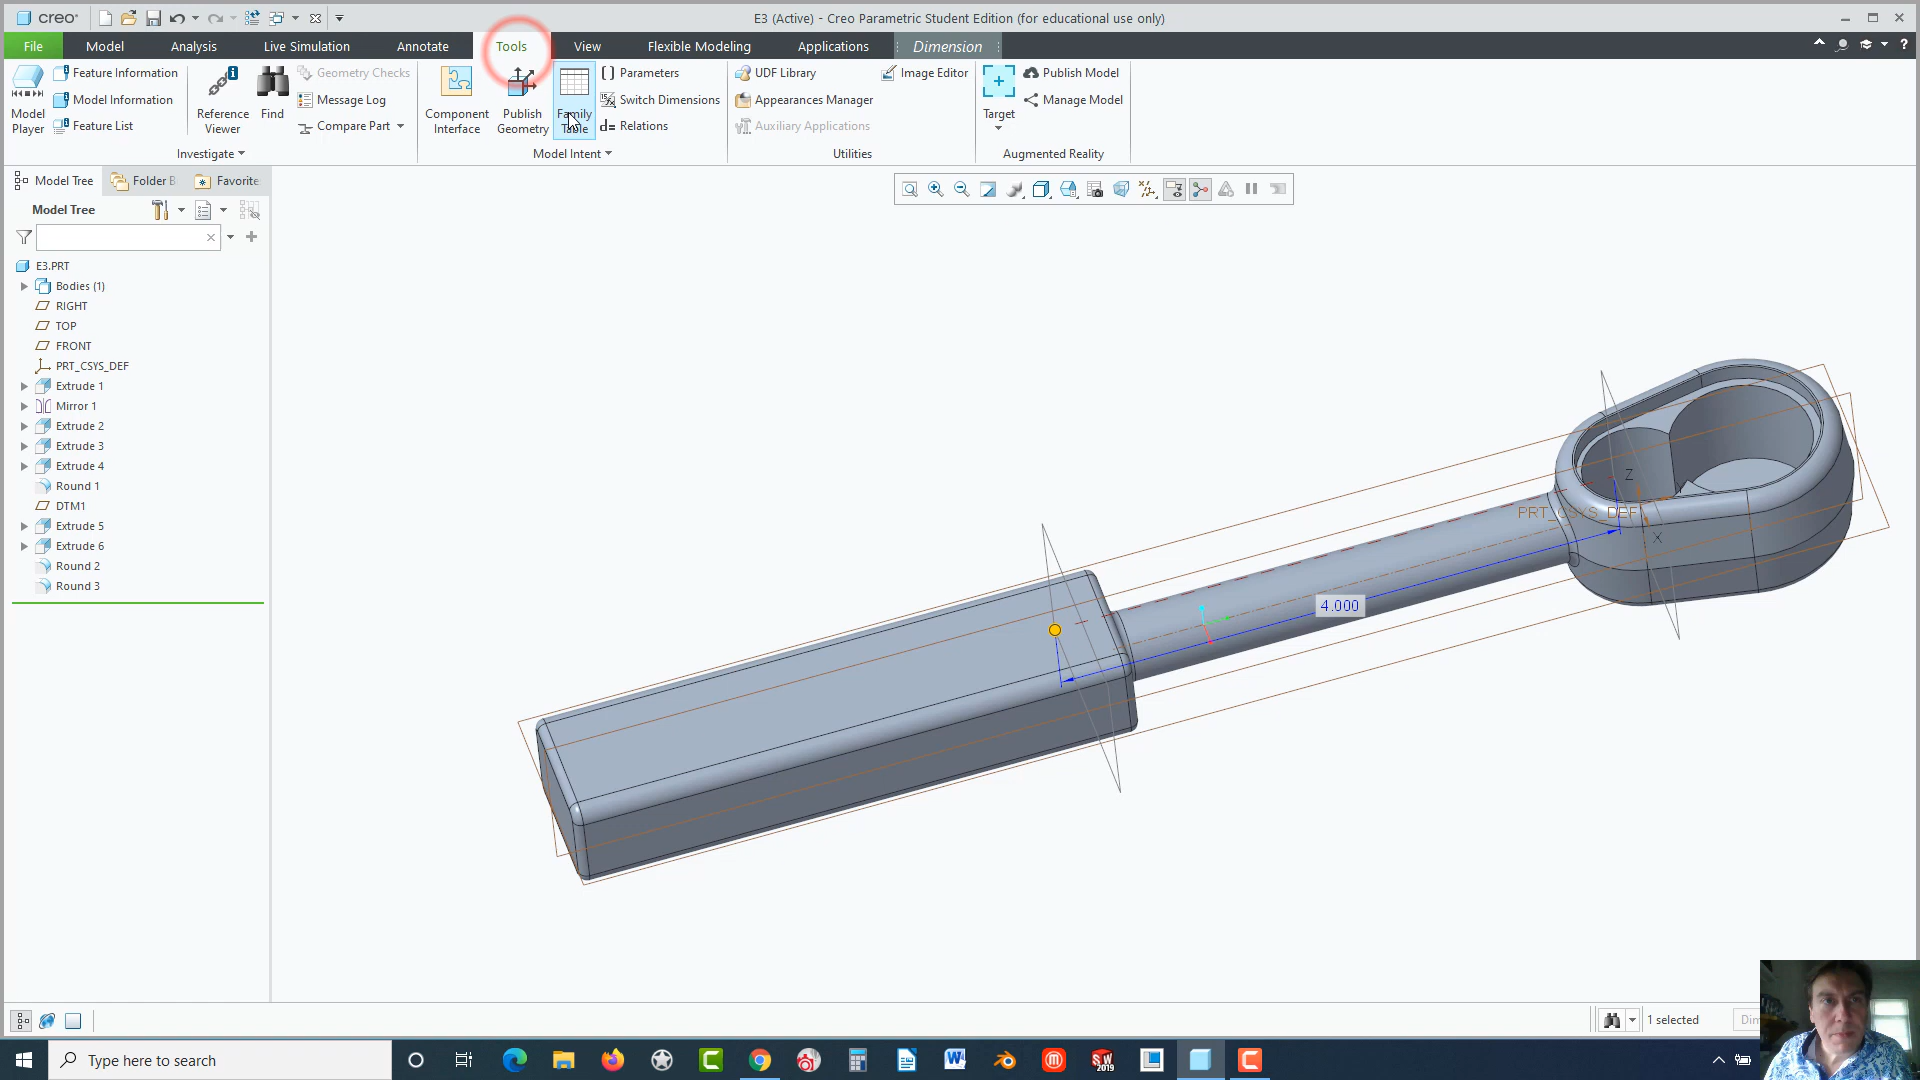 creo°
E3 (Active) - Creo Parametric Student Edition (for educational use only)
File Model Analysis Live Simulation Annotate Tools View Flexible Modeling Applications Dimension
Model Player
Feature Information
Model Information
Feature List
Reference Viewer
Find
Geometry Checks
Message Log
Compare Part
Investigate
Component Interface
Publish Geometry
Family Table
Parameters
Switch Dimensions
Relations
Model Intent
UDF Library
Appearances Manager
Auxiliary Applications
Image Editor
Utilities
Target
Publish Model
Manage Model
Augmented Reality
Model Tree Folder B Favorite
Model Tree
E3.PRT
Bodies (1)
RIGHT
TOP
FRONT
PRT_CSYS_DEF
Extrude 1
Mirror 1
Extrude 2
Extrude 3
Extrude 4
Round 1
DTM1
Extrude 5
Extrude 6
Round 2
Round 3
Z
PRT_CSYS_DEF
X
4.000
1 selected
Dim
Type here to search
SW
2019